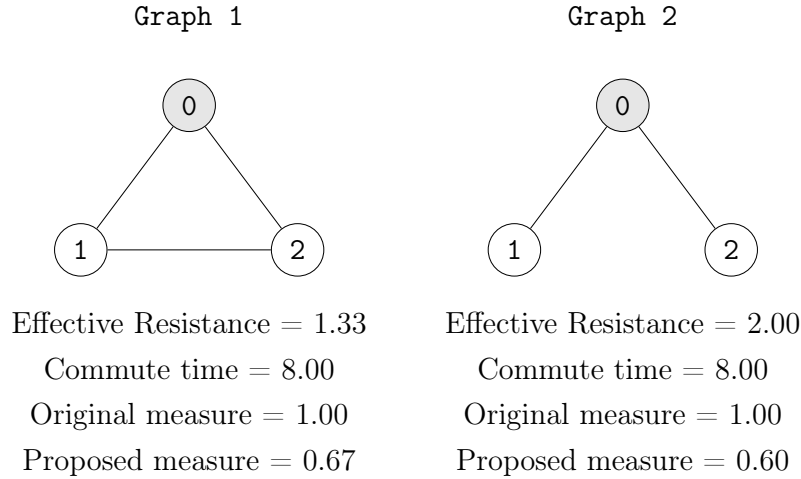 Graph 1
0
1
2
Effective Resistance = 1.33
Commute time = 8.00
Original measure = 1.00
Proposed measure = 0.67
Graph 2
0
1
2
Effective Resistance = 2.00
Commute time = 8.00
Original measure = 1.00
Proposed measure = 0.60